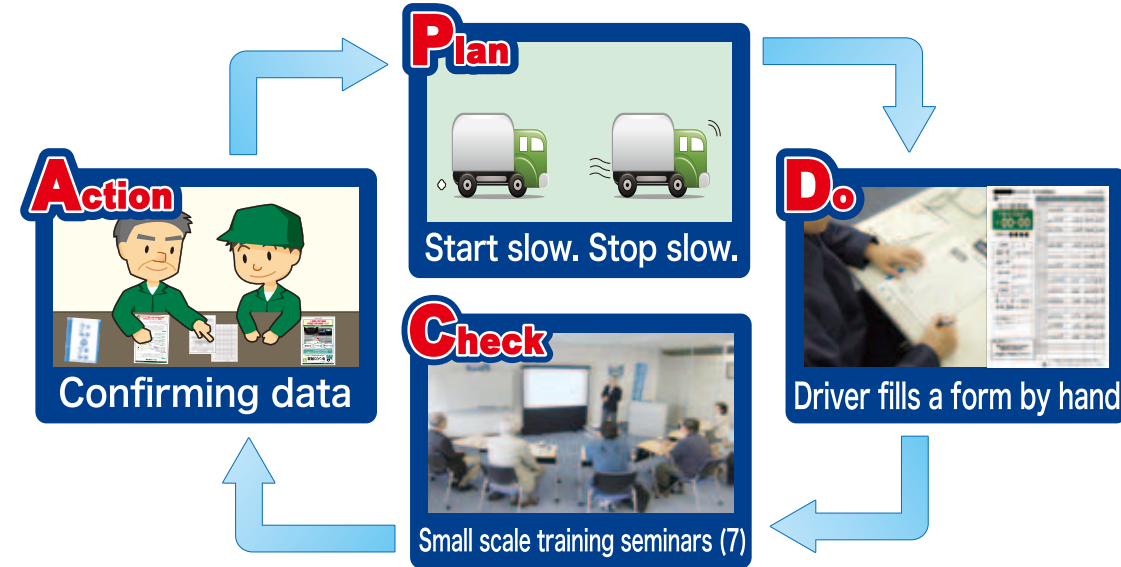 Plan
Start slow. Stop slow.
Do
Driver fills a form by hand
Check
Small scale training seminars (7)
Action
Confirming data